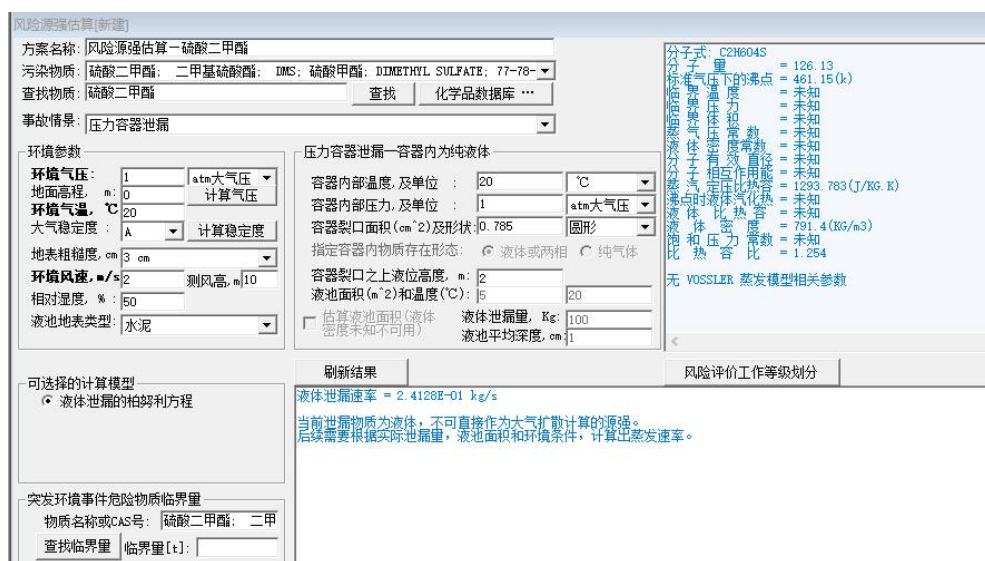 风险源强估算[新建]
方案名称: 风险源强估算－硫酸二甲酯
污染物质: 硫酸二甲酯; 二甲基硫酸酯; DMS; 硫酸甲酯; DIMETHYL SULFATE; 77-78-
查找物质: 硫酸二甲酯 查找 化学品数据库 …
事故情景: 压力容器泄漏
环境参数
环境气压: 1 atm大气压
地面高程, m: 0 计算气压
环境气温, ℃ 20
大气稳定度 : A 计算稳定度
地表粗糙度, cm 3 cm
环境风速, m/s 2 测风高, m 10
相对湿度, % : 50
液池地表类型: 水泥
压力容器泄漏—容器内为纯液体
容器内部温度,及单位 : 20 ℃
容器内部压力,及单位 : 1 atm大气压
容器裂口面积(cm^2)及形状: 0.785 圆形
指定容器内物质存在形态: 液体或两相 纯气体
容器裂口之上液位高度, m: 2
液池面积(m^2)和温度(℃): 5 20
估算液池面积(液体密度未知不可用) 液体泄漏量, Kg: 100
液池平均深度, cm: 1
分子式: C2H6O4S
分 子 量 = 126.13
标准气压下的沸点 = 461.15(k)
临 界 温 度 = 未知
临 界 压 力 = 未知
临 界 体 积 = 未知
蒸 气 压 常 数 = 未知
液 体 密 度常数 = 未知
分 子 有 效 直径 = 未知
分 子 相互作用能 = 未知
蒸 汽 定压比热容 = 1293.783(J/KG.K)
沸点时液体汽化热 = 未知
液 体 比 热 容 = 未知
液 体 密 度 = 791.4(KG/m3)
饱 和 压 力 常数 = 未知
比 热 容 比 = 1.254
无 VOSSLER 蒸发模型相关参数
刷新结果
风险评价工作等级划分
可选择的计算模型
液体泄漏的柏努利方程
液体泄漏速率 = 2.4128E-01 kg/s
当前泄漏物质为液体，不可直接作为大气扩散计算的源强。
后续需要根据实际泄漏量，液池面积和环境条件，计算出蒸发速率。
突发环境事件危险物质临界量
物质名称或CAS号: 硫酸二甲酯; 二甲
查找临界量 临界量[t]: